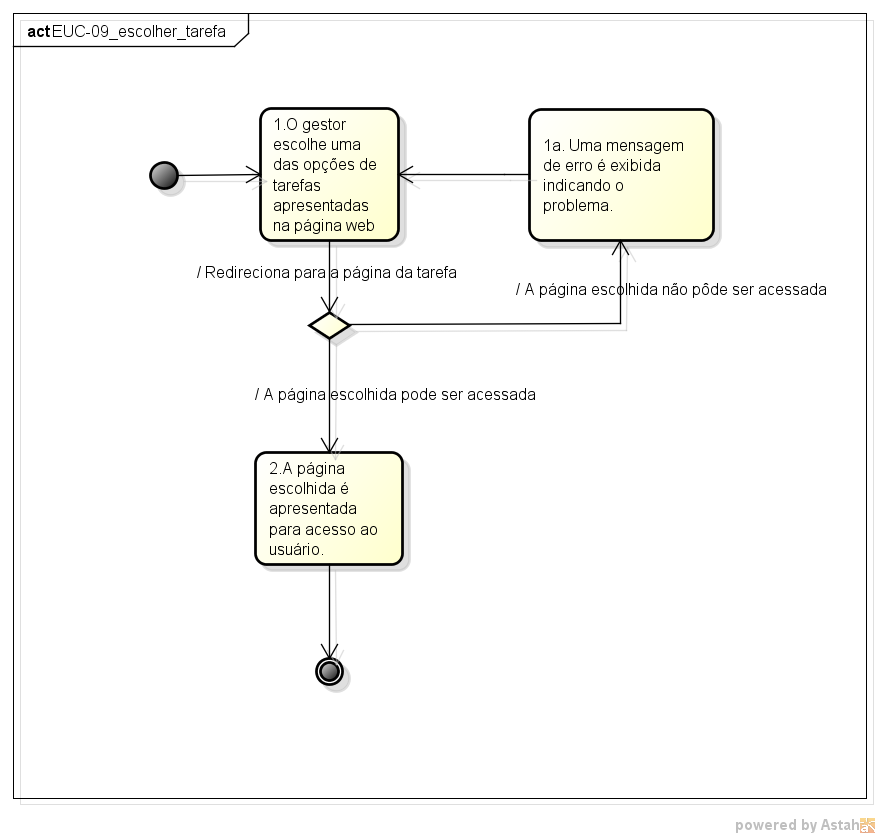 act EUC-09_escolher_tarefa
1.O gestor
escolhe uma
das opções de
tarefas
apresentadas
na página web
1a. Uma mensagem
de erro é exibida
indicando o
problema.
/ Redireciona para a página da tarefa
/ A página escolhida não pôde ser acessada
/ A página escolhida pode ser acessada
2.A página
escolhida é
apresentada
para acesso ao
usuário.
powered by Astah